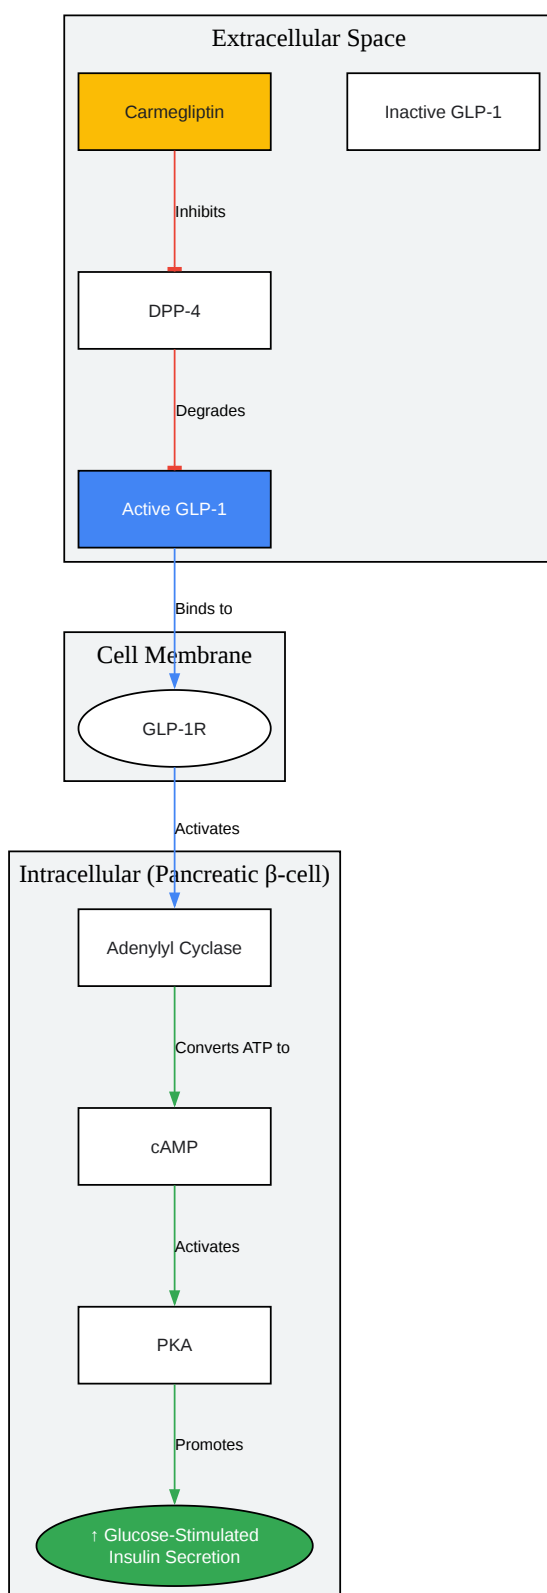 Extracellular Space
Carmegliptin
Inactive GLP-1
Inhibits
DPP-4
Degrades
Active GLP-1
Binds to
Cell Membrane
GLP-1R
Activates
Intracellular (Pancreatic β-cell)
Adenylyl Cyclase
Converts ATP to
cAMP
Activates
PKA
Promotes
↑ Glucose-Stimulated
Insulin Secretion